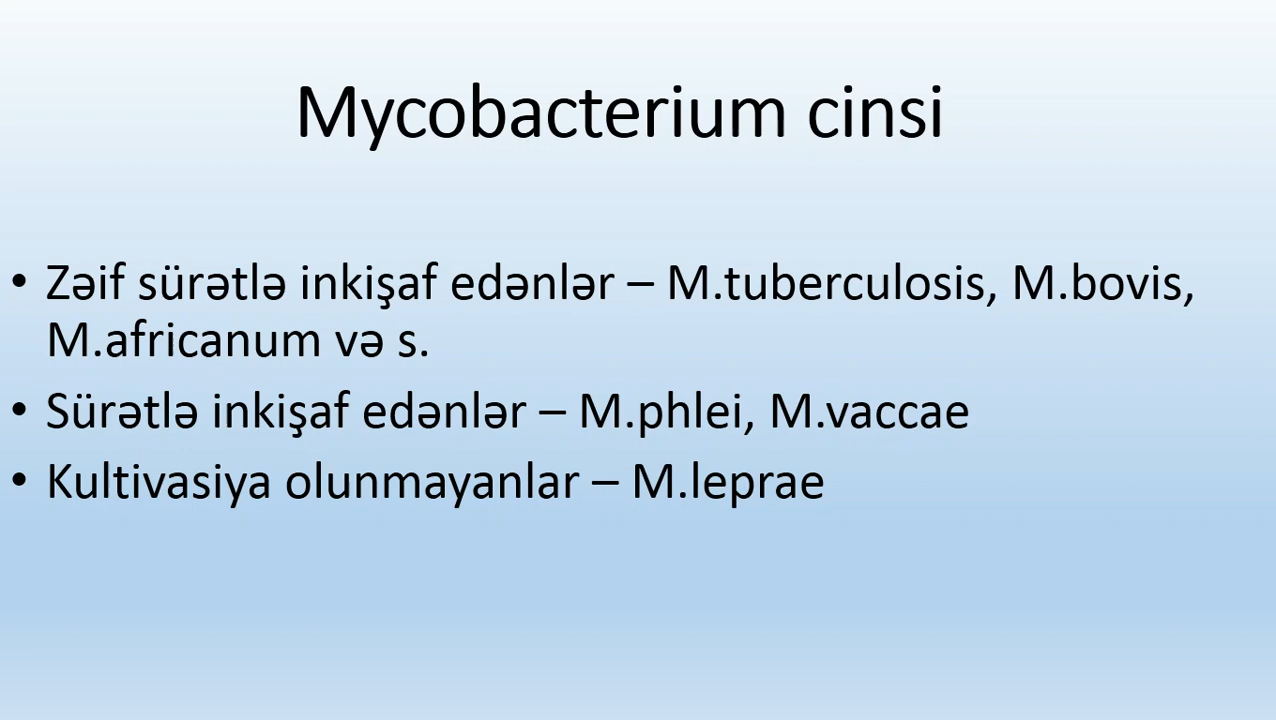 Mycobacterium cinsi
• Zəif sürətlə inkişaf edənlər – M.tuberculosis, M.bovis,
M.africanum və s.
• Sürətlə inkişaf edənlər – M.phlei, M.vaccae
• Kultivasiya olunmayanlar – M.leprae